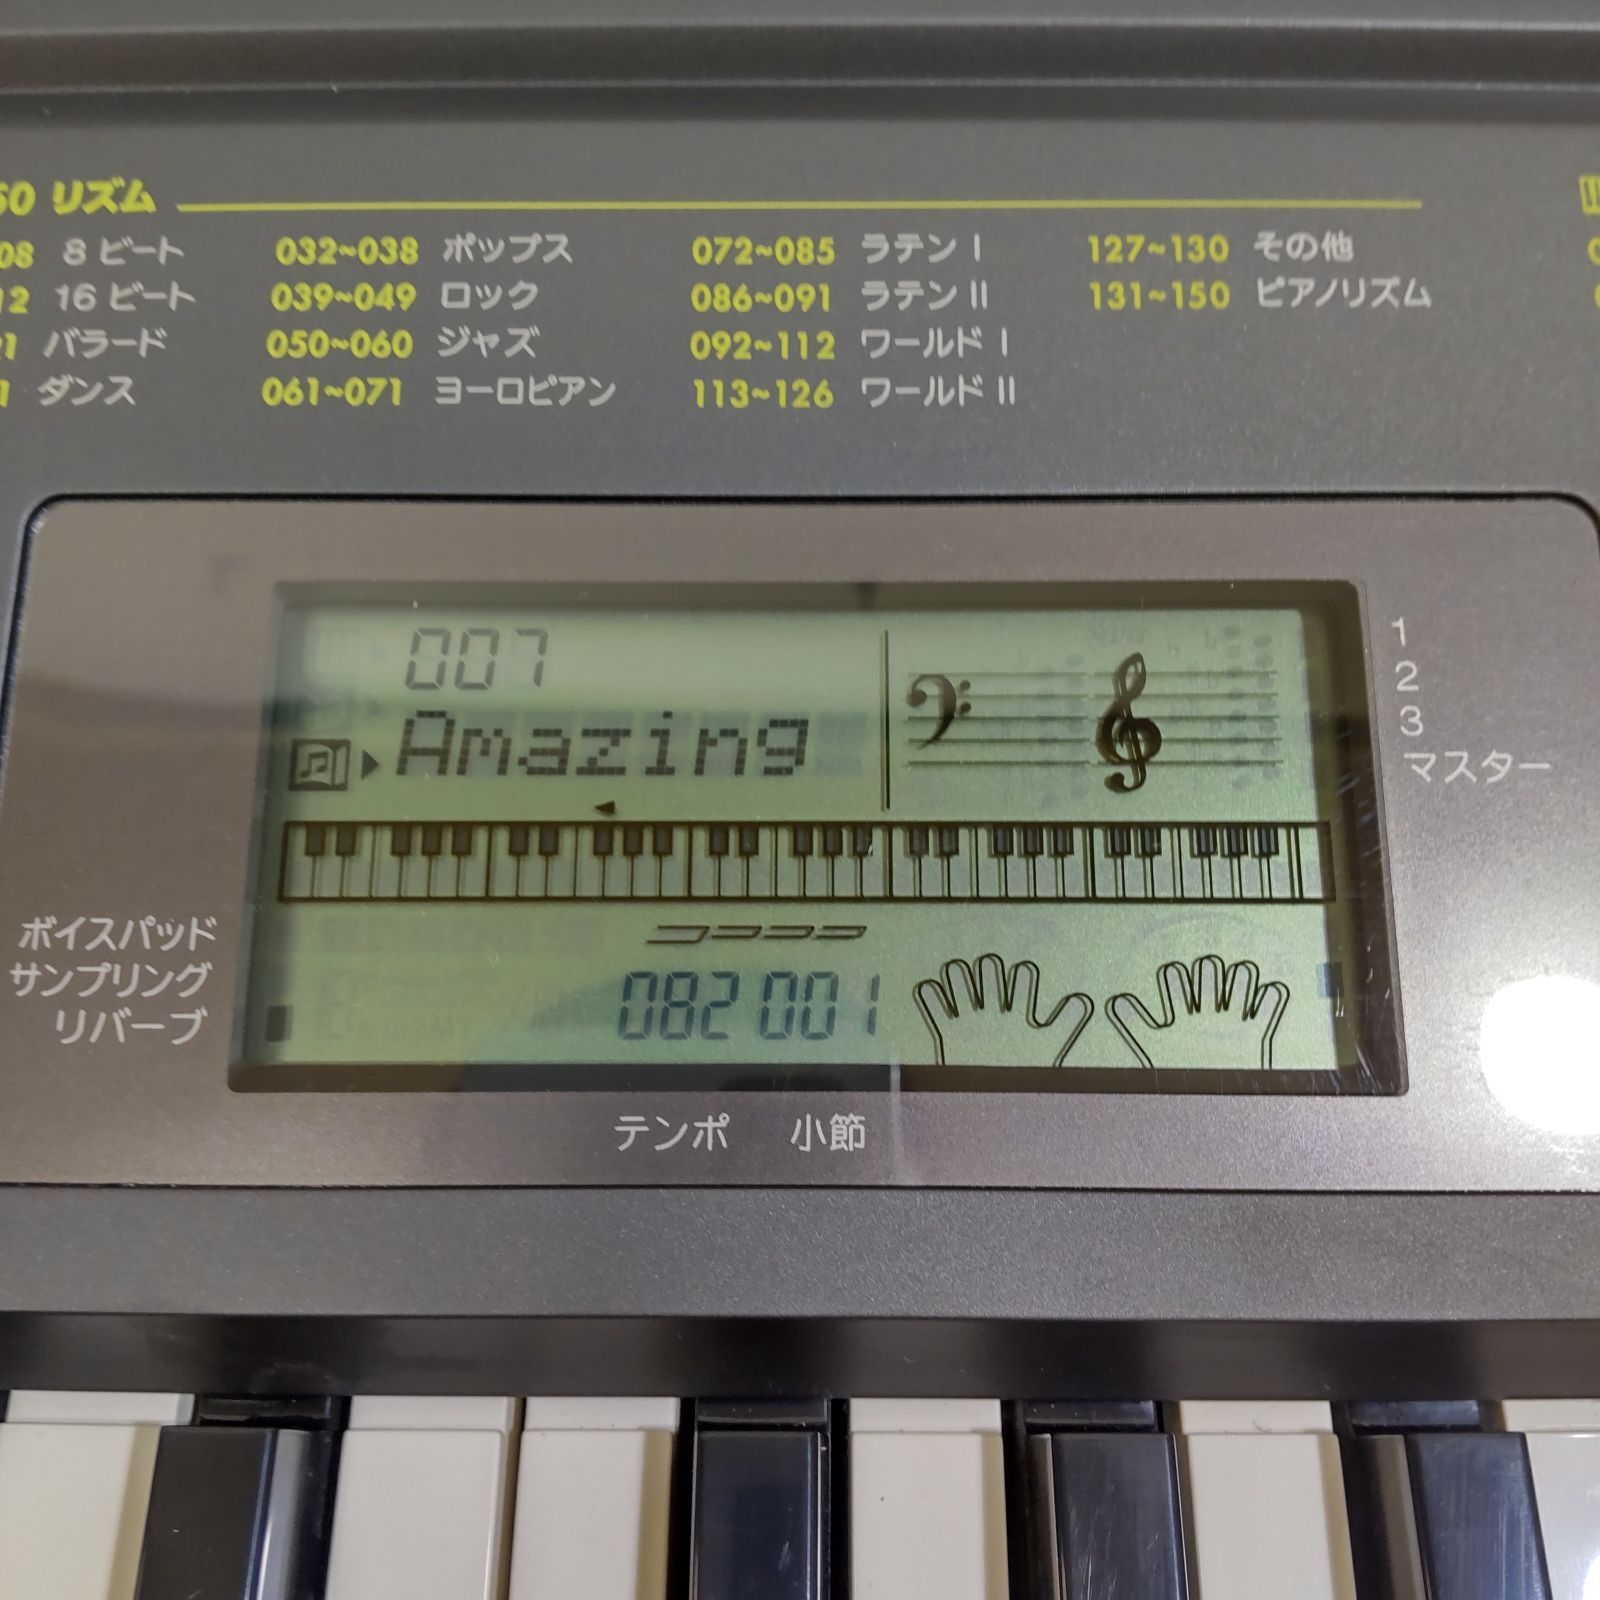 50 リズム
08 8 ビート 032~038 ポップス 072~085 ラテン I 127~130 その他
12 16 ビート 039~049 ロック 086~091 ラテン II 131~150 ピアノリズム
バラード 050~060 ジャズ 092~112 ワールド I
ダンス 061~071 ヨーロピアン 113~126 ワールド II
007
Amazing
1
2
3
マスター
ボイスパッド
サンプリング
リバーブ
082 001
テンポ 小節